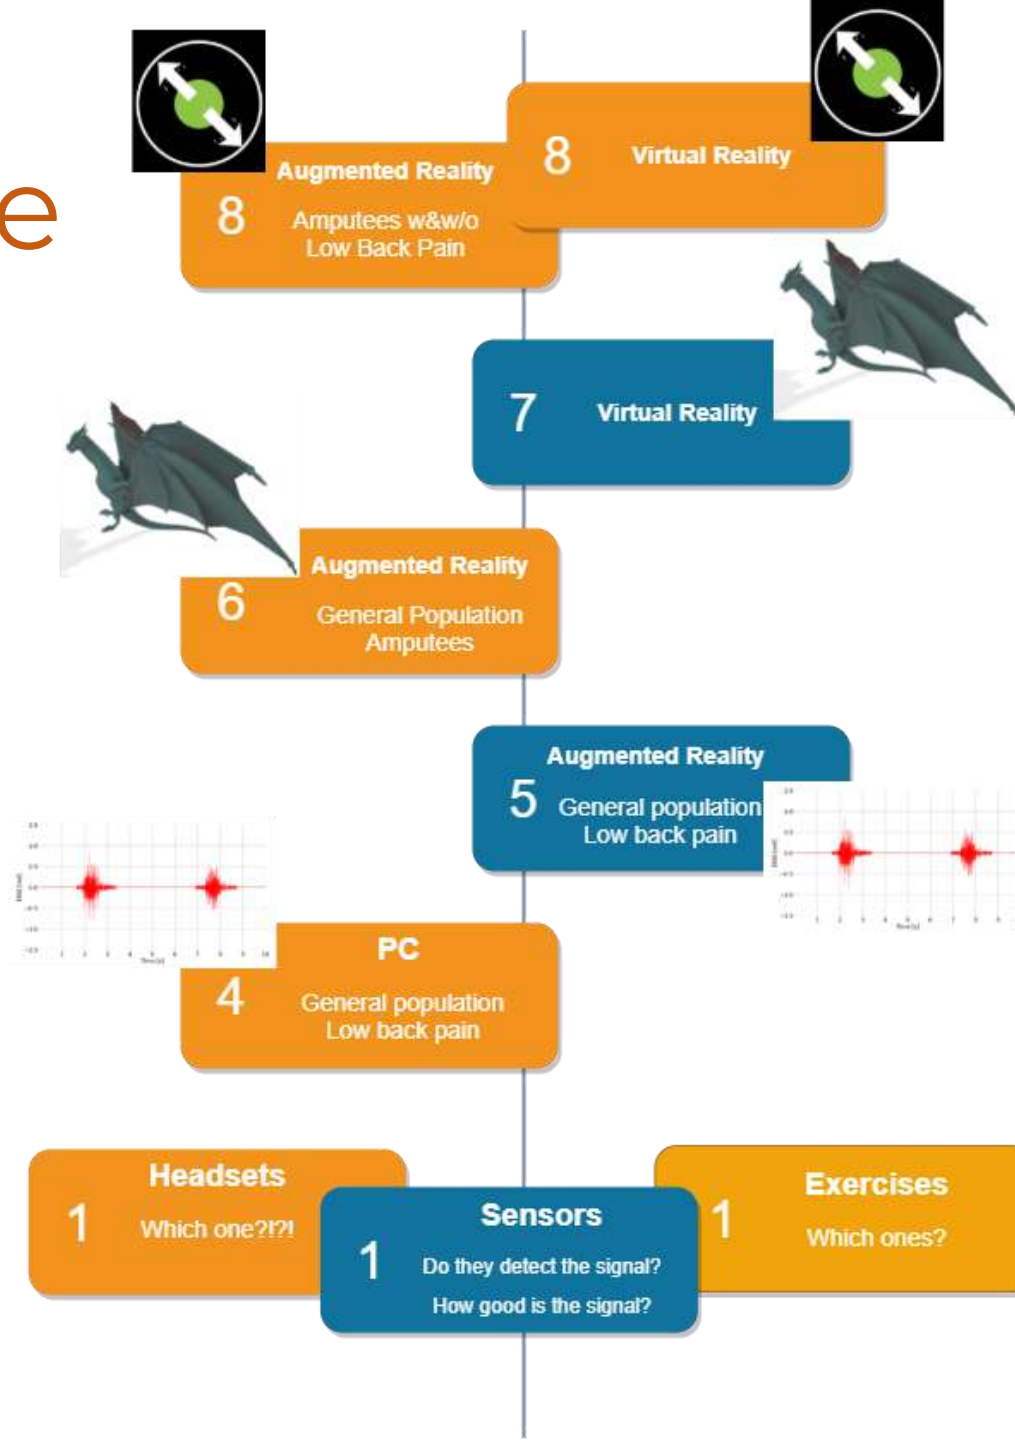 e
Augmented Reality
8
Amputees w&w/o
Low Back Pain
8
Virtual Reality
7
Virtual Reality
Augmented Reality
6
General Population
Amputees
Augmented Reality
5
General population
Low back pain
PC
4
General population
Low back pain
Headsets
1
Which one?!?!
Sensors
1
Do they detect the signal?
How good is the signal?
Exercises
1
Which ones?